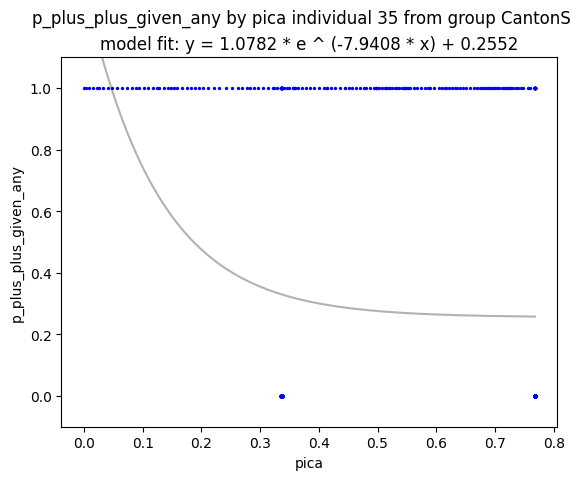 p_plus_plus_given_any by pica individual 35 from group CantonS
model fit: y = 1.0782 * e ^ (-7.9408 * x) + 0.2552
1.0
0.8
0.6
0.4
0.2
0.0
p_plus_plus_given_any
0.0 0.1 0.2 0.3 0.4 0.5 0.6 0.7 0.8
pica